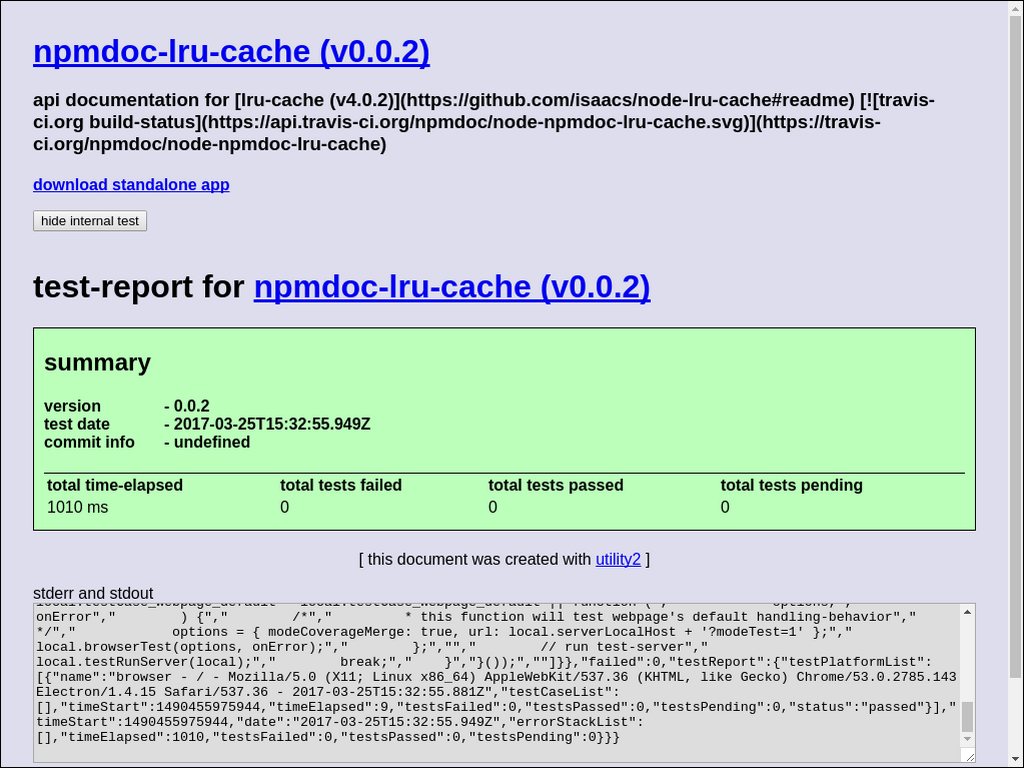 npmdoc-lru-cache (v0.0.2)
api documentation for [lru-cache (v4.0.2)](https://github.com/isaacs/node-lru-cache#readme) [![travis-
ci.org build-status](https://api.travis-ci.org/npmdoc/node-npmdoc-lru-cache.svg)](https://travis-
ci.org/npmdoc/node-npmdoc-lru-cache)
download standalone app
hide internal test
test-report for npmdoc-lru-cache (v0.0.2)
summary
version - 0.0.2
test date - 2017-03-25T15:32:55.949Z
commit info - undefined
total time-elapsed total tests failed total tests passed total tests pending
1010 ms 0 0 0
[ this document was created with utility2 ]
stderr and stdout
local.testCase_webpage_default = local.testCase_webpage_default || function (","            options,","
onError","        ) {","        /*","         * this function will test webpage's default handling-behavior","
*/","            options = { modeCoverageMerge: true, url: local.serverLocalHost + '?modeTest=1' };","
local.browserTest(options, onError);","        };","","        // run test-server","
local.testRunServer(local);","        break;","    }","}());",""]}},"failed":0,"testReport":{"testPlatformList":
[{"name":"browser - / - Mozilla/5.0 (X11; Linux x86_64) AppleWebKit/537.36 (KHTML, like Gecko) Chrome/53.0.2785.143
Electron/1.4.15 Safari/537.36 - 2017-03-25T15:32:55.881Z","testCaseList":
[],"timeStart":1490455975944,"timeElapsed":9,"testsFailed":0,"testsPassed":0,"testsPending":0,"status":"passed"}],"
timeStart":1490455975944,"date":"2017-03-25T15:32:55.949Z","errorStackList":
[],"timeElapsed":1010,"testsFailed":0,"testsPassed":0,"testsPending":0}}}